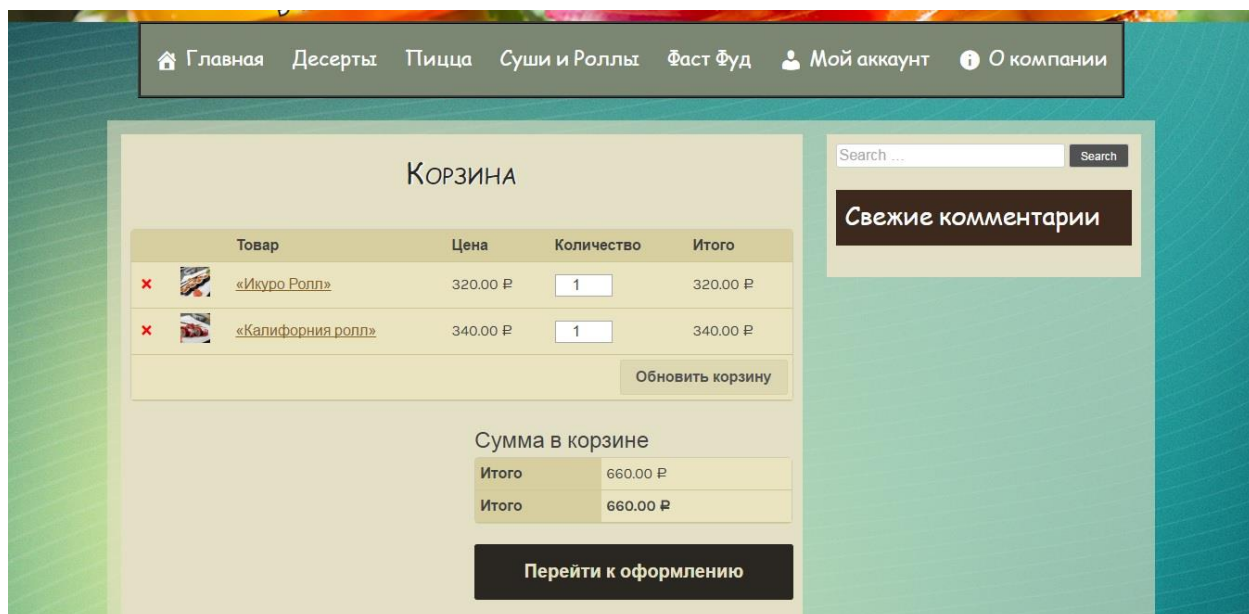 Главная Десерты Пицца Суши и Роллы Фаст Фуд Мой аккаунт О компании
Корзина
Товар Цена Количество Итого
«Икуро Ролл» 320.00 ₽ 1 320.00 ₽
«Калифорния ролл» 340.00 ₽ 1 340.00 ₽
Обновить корзину
Сумма в корзине
Итого 660.00 ₽
Итого 660.00 ₽
Перейти к оформлению
Search ... Search
Свежие комментарии